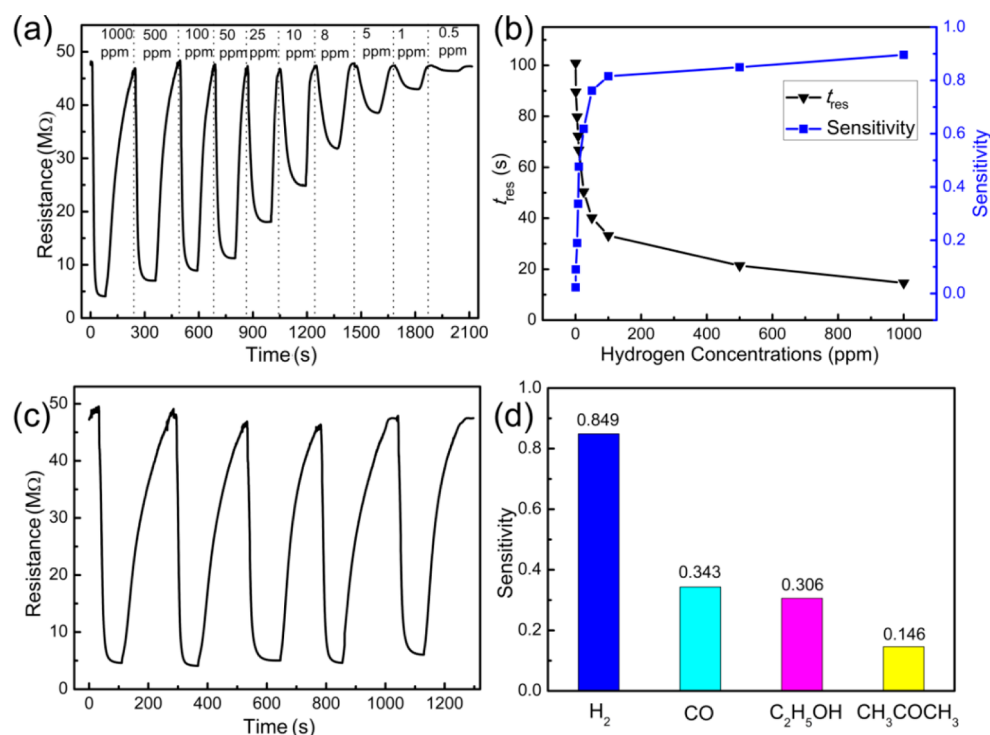 (a)
1000 500 100 50 25 10 8 5 1 0.5
ppm ppm ppm ppm ppm ppm ppm ppm ppm ppm
50
40
30
20
10
0
Resistance (MΩ)
0 300 600 900 1200 1500 1800 2100
Time (s)
(b)
100
80
60
40
20
0
t_res (s)
t_res
Sensitivity
1.0
0.8
0.6
0.4
0.2
0.0
Sensitivity
0 200 400 600 800 1000
Hydrogen Concentrations (ppm)
(c)
50
40
30
20
10
0
Resistance (MΩ)
0 200 400 600 800 1000 1200
Time (s)
(d)
1.0
0.8
0.6
0.4
0.2
0.0
Sensitivity
0.849
0.343
0.306
0.146
H₂ CO C₂H₅OH CH₃COCH₃